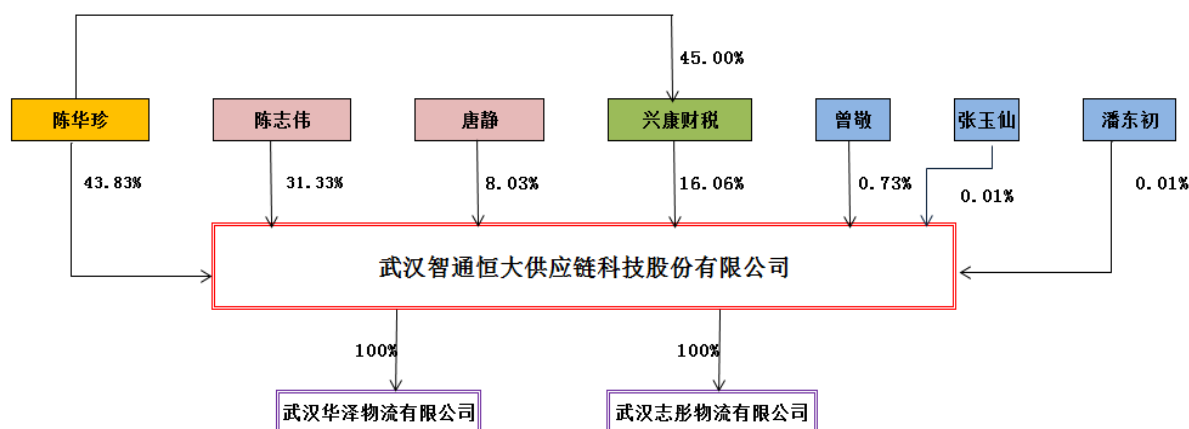 45.00%
陈华珍
陈志伟
唐静
兴康财税
曾敬
张玉仙
潘东初
43.83%
31.33%
8.03%
16.06%
0.73%
0.01%
0.01%
武汉智通恒大供应链科技股份有限公司
100%
100%
武汉华泽物流有限公司
武汉志彤物流有限公司